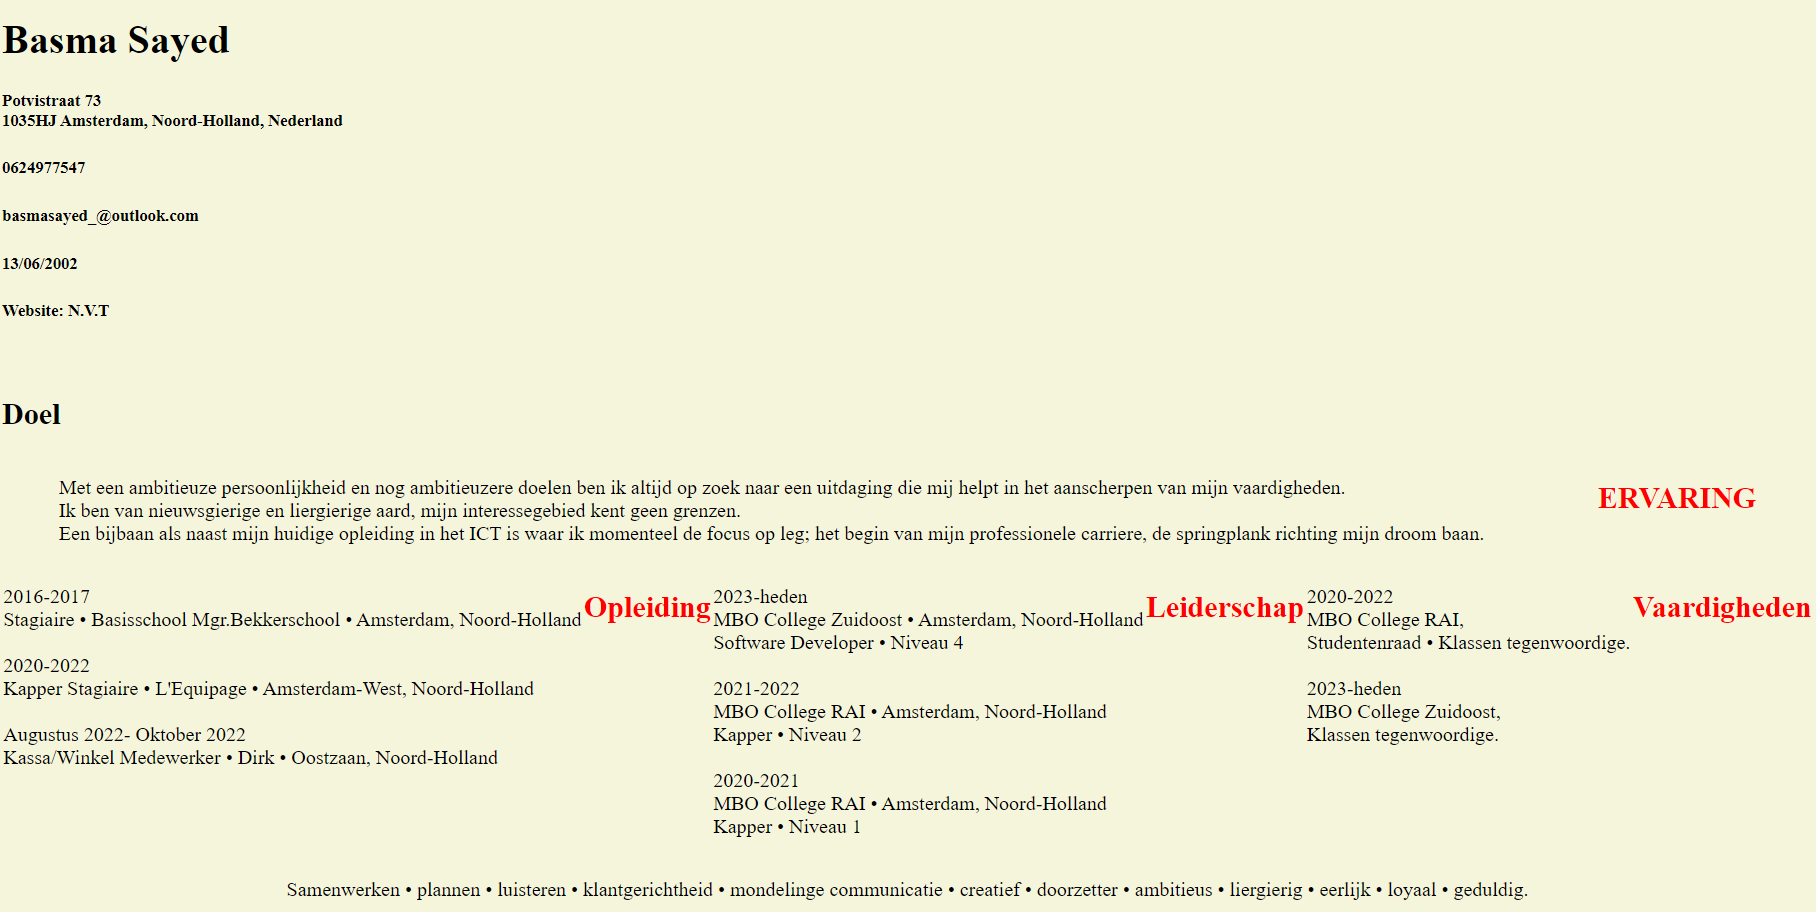 Basma Sayed
Potvistraat 73
1035HJ Amsterdam, Noord-Holland, Nederland
0624977547
basmasayed_@outlook.com
13/06/2002
Website: N.V.T
Doel
Met een ambitieuze persoonlijkheid en nog ambitieuzere doelen ben ik altijd op zoek naar een uitdaging die mij helpt in het aanscherpen van mijn vaardigheden.
Ik ben van nieuwsgierige en liergierige aard, mijn interessegebied kent geen grenzen.
Een bijbaan als naast mijn huidige opleiding in het ICT is waar ik momenteel de focus op leg; het begin van mijn professionele carriere, de springplank richting mijn droom baan.
ERVARING
2016-2017
Stagiaire • Basisschool Mgr.Bekkerschool • Amsterdam, Noord-Holland
2020-2022
Kapper Stagiaire • L'Equipage • Amsterdam-West, Noord-Holland
Augustus 2022- Oktober 2022
Kassa/Winkel Medewerker • Dirk • Oostzaan, Noord-Holland
Opleiding
2023-heden
MBO College Zuidoost • Amsterdam, Noord-Holland
Software Developer • Niveau 4
2021-2022
MBO College RAI • Amsterdam, Noord-Holland
Kapper • Niveau 2
2020-2021
MBO College RAI • Amsterdam, Noord-Holland
Kapper • Niveau 1
Leiderschap
2020-2022
MBO College RAI,
Studentenraad • Klassen tegenwoordige.
2023-heden
MBO College Zuidoost,
Klassen tegenwoordige.
Vaardigheden
Samenwerken • plannen • luisteren • klantgerichtheid • mondelinge communicatie • creatief • doorzetter • ambitieus • liergierig • eerlijk • loyaal • geduldig.